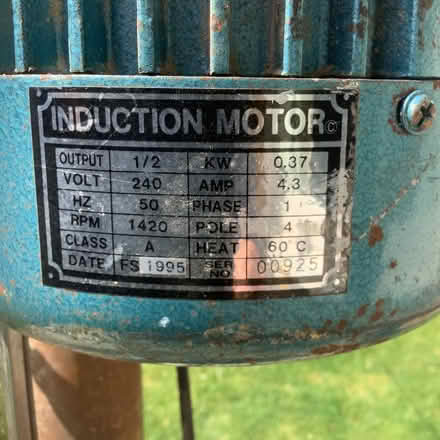 INDUCTION MOTOR ©
OUTPUT 1/2 KW 0.37
VOLT 240 AMP 4.3
HZ 50 PHASE 1
RPM 1420 POLE 4
CLASS A HEAT 60°C
DATE FS 1995 SER NO 00925